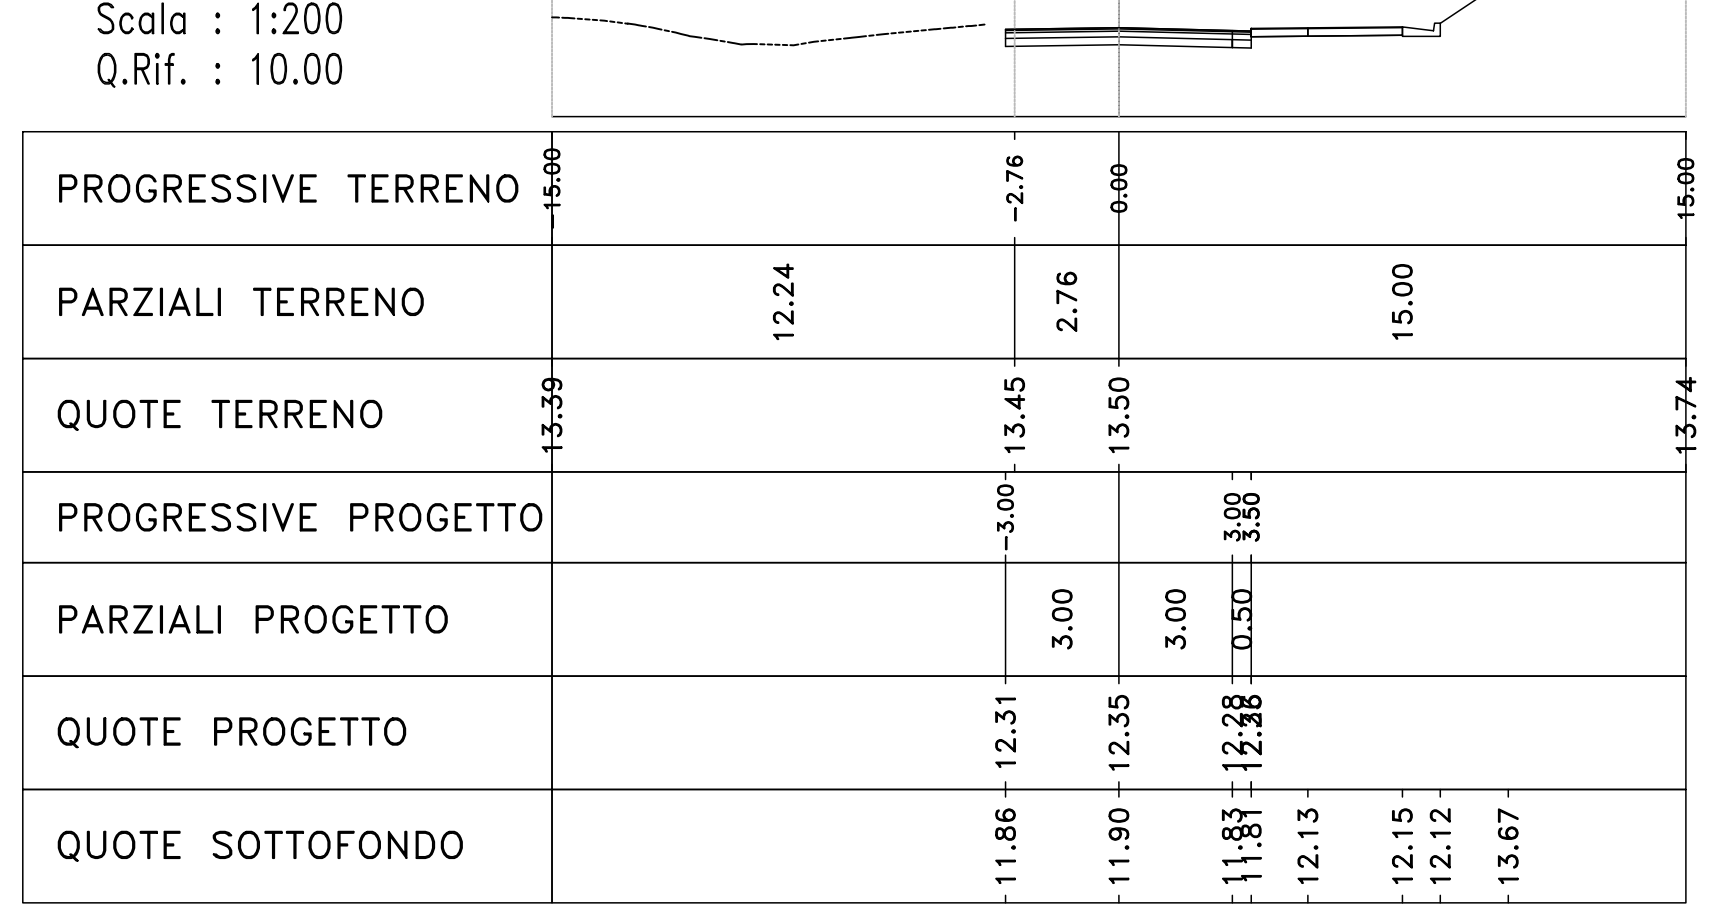 Scala : 1:200
Q.Rif. : 10.00
PROGRESSIVE TERRENO -15.00 -2.76 0.00 15.00
PARZIALI TERRENO 12.24 2.76 15.00
QUOTE TERRENO 13.39 13.45 13.50 13.74
PROGRESSIVE PROGETTO -3.00 3.00 3.50
PARZIALI PROGETTO 3.00 3.00 0.50
QUOTE PROGETTO 12.31 12.35 12.28
QUOTE SOTTOFONDO 11.86 11.90 11.83 11.81 12.13 12.15 12.12 13.67